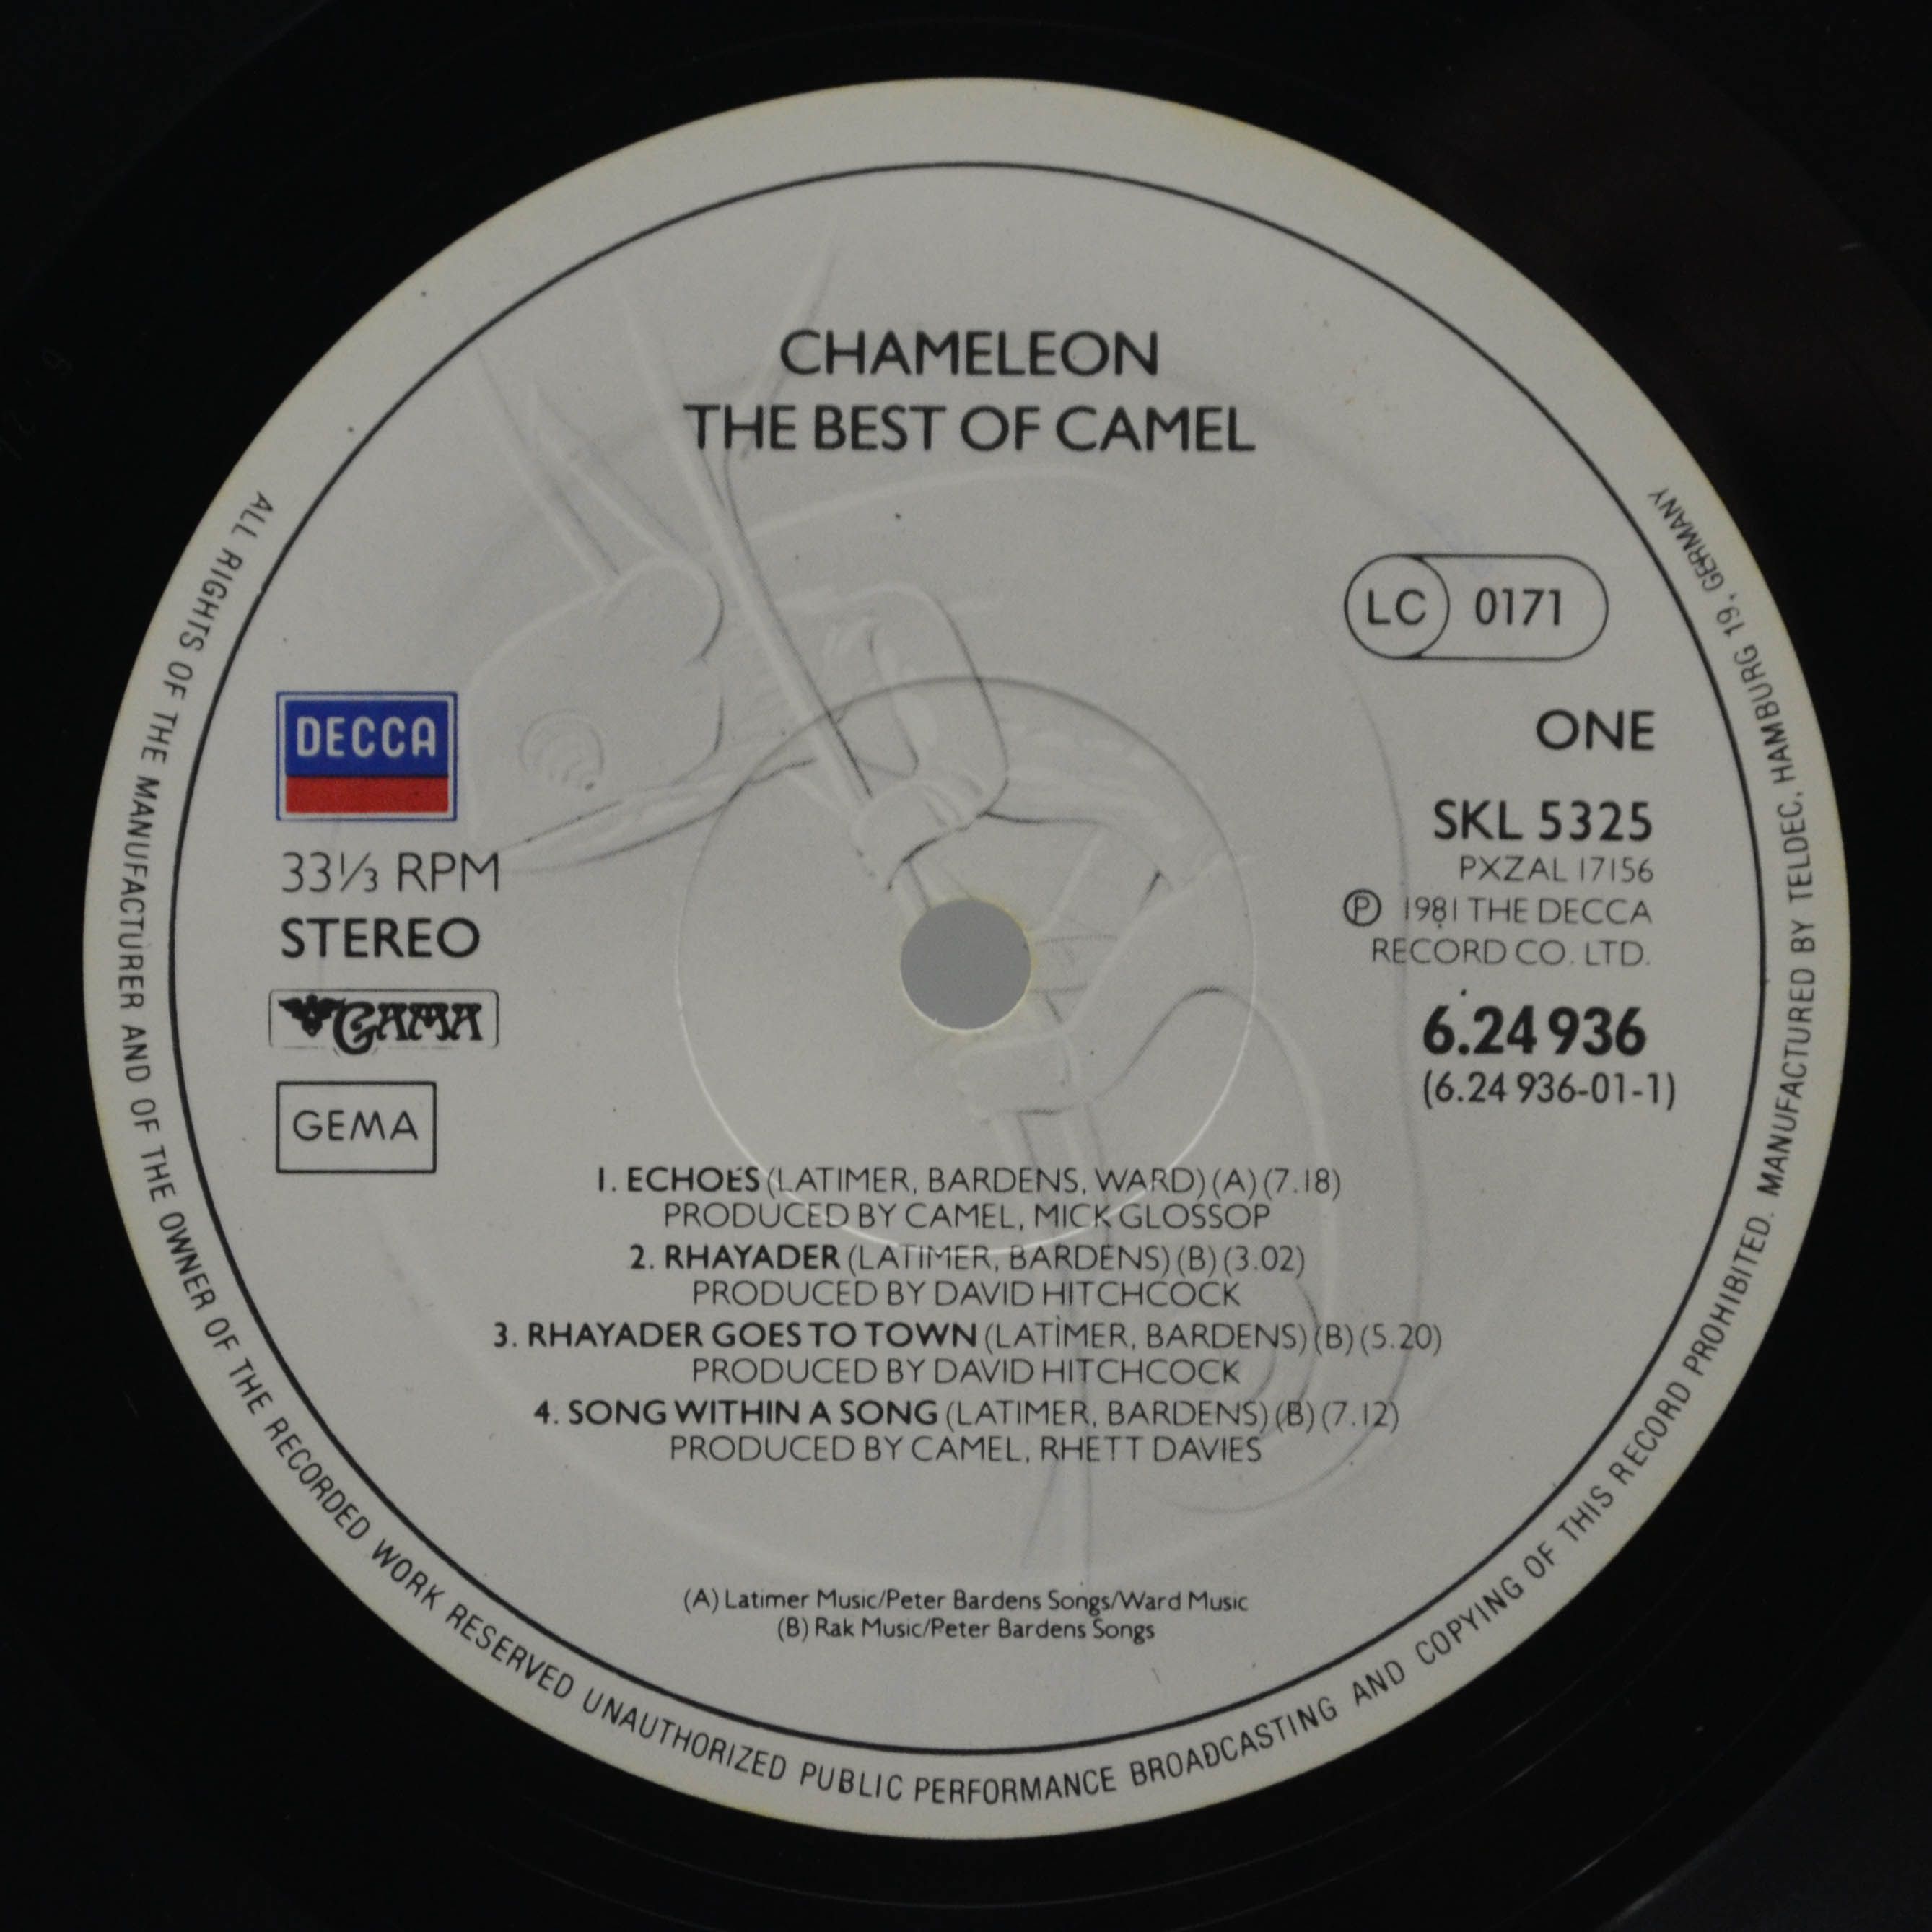 CHAMELEON
THE BEST OF CAMEL
LC 0171
DECCA
33⅓ RPM
STEREO
GAMA
GEMA
ONE
SKL 5325
PXZAL 17156
Ⓟ 1981 THE DECCA
RECORD CO. LTD.
6.24 936
(6.24 936-01-1)
1. ECHOES (LATIMER, BARDENS, WARD) (A) (7.18)
PRODUCED BY CAMEL, MICK GLOSSOP
2. RHAYADER (LATIMER, BARDENS) (B) (3.02)
PRODUCED BY DAVID HITCHCOCK
3. RHAYADER GOES TO TOWN (LATIMER, BARDENS) (B) (5.20)
PRODUCED BY DAVID HITCHCOCK
4. SONG WITHIN A SONG (LATIMER, BARDENS) (B) (7.12)
PRODUCED BY CAMEL, RHETT DAVIES
(A) Latimer Music/Peter Bardens Songs/Ward Music
(B) Rak Music/Peter Bardens Songs
ALL RIGHTS OF THE MANUFACTURER AND OF THE OWNER OF THE RECORDED WORK RESERVED UNAUTHORIZED PUBLIC PERFORMANCE BROADCASTING AND COPYING OF THIS RECORD PROHIBITED. MANUFACTURED BY TELDEC, HAMBURG 19, GERMANY